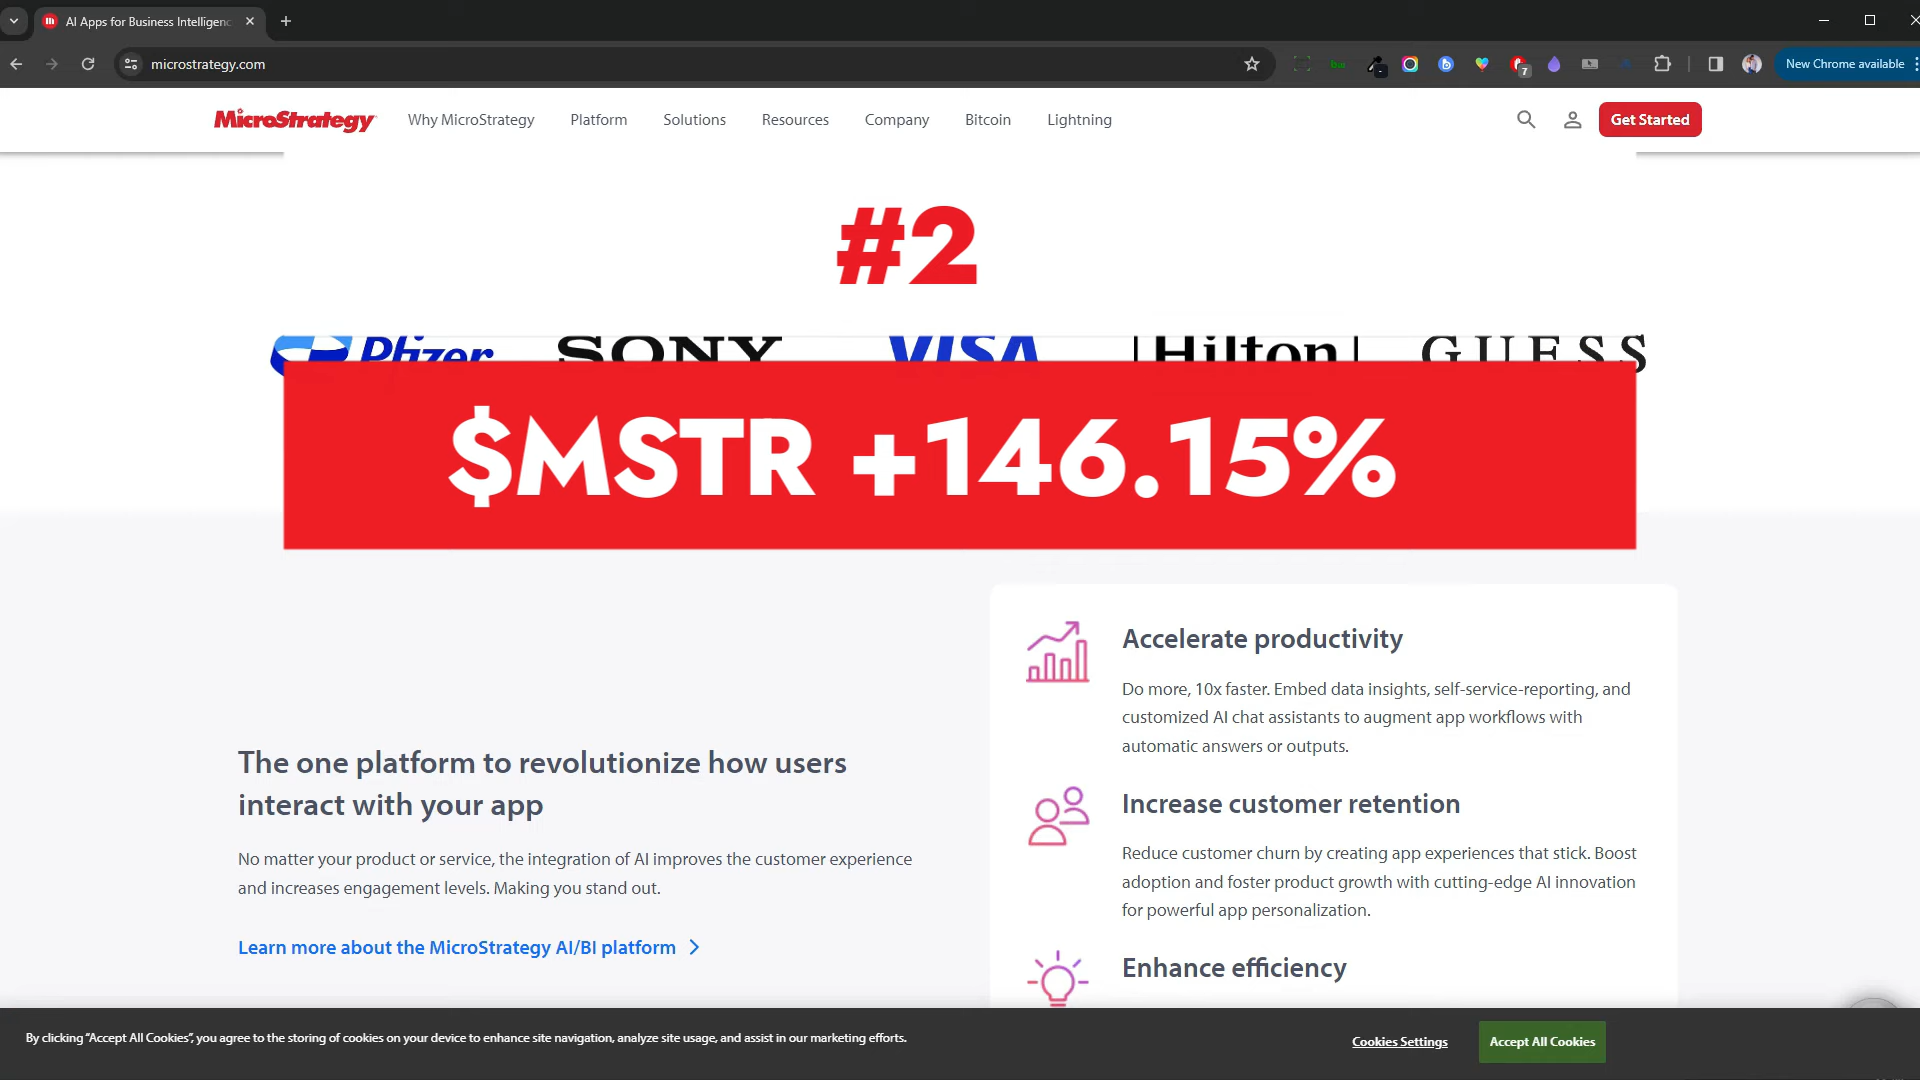 AI Apps for Business Intelligenc
microstrategy.com
7
New Chrome available
MicroStrategy Why MicroStrategy Platform Solutions Resources Company Bitcoin Lightning Get Started
#2
Pfizer SONY VISA Hilton GUESS
$MSTR +146.15%
Accelerate productivity
Do more, 10x faster. Embed data insights, self-service-reporting, and
customized AI chat assistants to augment app workflows with
automatic answers or outputs.
The one platform to revolutionize how users
interact with your app
No matter your product or service, the integration of AI improves the customer experience
and increases engagement levels. Making you stand out.
Learn more about the MicroStrategy AI/BI platform
Increase customer retention
Reduce customer churn by creating app experiences that stick. Boost
adoption and foster product growth with cutting-edge AI innovation
for powerful app personalization.
Enhance efficiency
By clicking “Accept All Cookies”, you agree to the storing of cookies on your device to enhance site navigation, analyze site usage, and assist in our marketing efforts.
Cookies Settings
Accept All Cookies